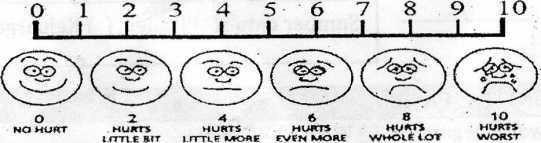 0 1 2 3 4 5 6 7 8 9 10
0 2 4 6 8 10
NO HURT HURTS HURTS HURTS HURTS HURTS
LITTLE BIT LITTLE MORE EVEN MORE WHOLE LOT WORST